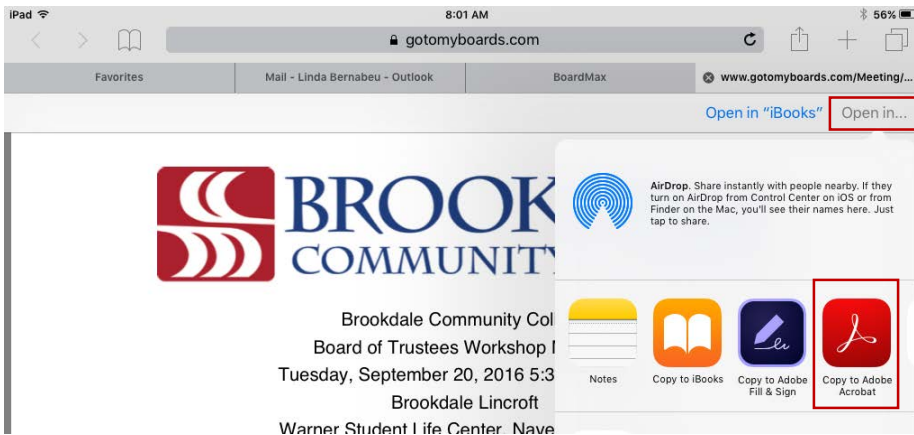 iPad 8:01 AM 56%
gotomyboards.com
Favorites Mail - Linda Bernabeu - Outlook BoardMax www.gotomyboards.com/Meeting/...
Open in "iBooks" Open in...
BROOK
COMMUNITY
AirDrop. Share instantly with people nearby. If they
turn on AirDrop from Control Center on iOS or from
Finder on the Mac, you'll see their names here. Just
tap to share.
Brookdale Community Col
Board of Trustees Workshop
Tuesday, September 20, 2016 5:3
Brookdale Lincroft
Warner Student Life Center, Nave
Notes
Copy to iBooks
Copy to Adobe
Fill & Sign
Copy to Adobe
Acrobat